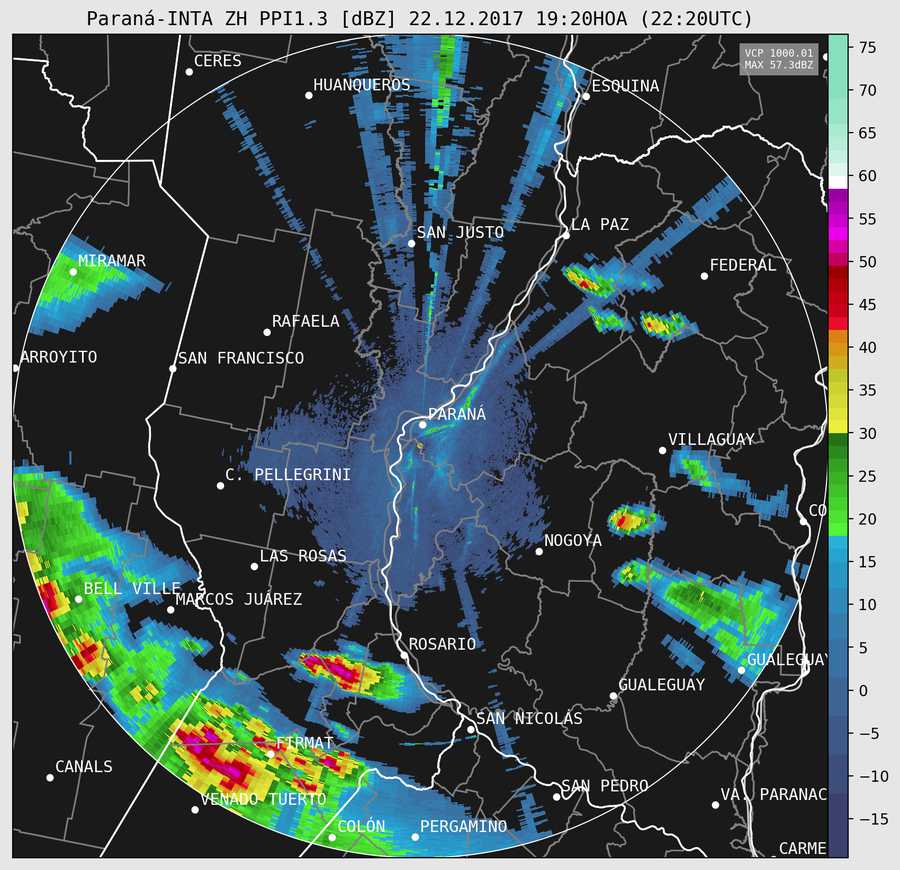 Paraná-INTA ZH PPI1.3 [dBZ] 22.12.2017 19:20HOA (22:20UTC)
VCP 1000.01
MAX 57.3dBZ
75
70
65
60
55
50
45
40
35
30
25
20
15
10
5
0
−5
−10
−15
CERES
HUANQUEROS
ESQUINA
SAN JUSTO
LA PAZ
MIRAMAR
FEDERAL
RAFAELA
ARROYITO
SAN FRANCISCO
PARANÁ
VILLAGUAY
C. PELLEGRINI
CO
NOGOYA
LAS ROSAS
BELL VILLE
MARCOS JUÁREZ
ROSARIO
GUALEGUAY
GUALEGUAY
SAN NICOLÁS
FIRMAT
CANALS
SAN PEDRO
VENADO TUERTO
VA. PARANAC
COLÓN
PERGAMINO
CARME